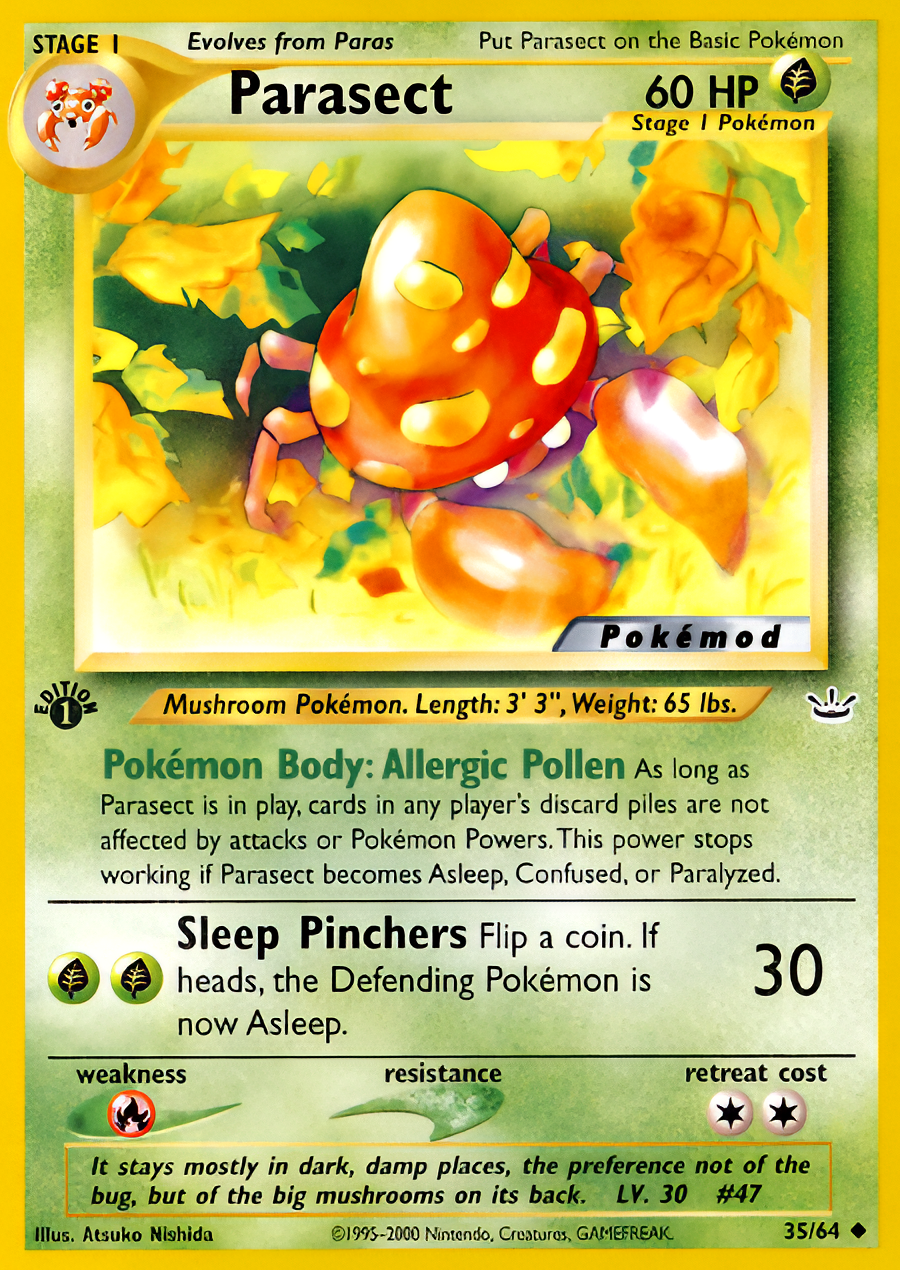 STAGE 1 Evolves from Paras Put Parasect on the Basic Pokémon
Parasect 60 HP
Stage 1 Pokémon
Pokémod
EDITION
1
Mushroom Pokémon. Length: 3' 3", Weight: 65 lbs.
Pokémon Body: Allergic Pollen As long as
Parasect is in play, cards in any player's discard piles are not
affected by attacks or Pokémon Powers. This power stops
working if Parasect becomes Asleep, Confused, or Paralyzed.
Sleep Pinchers Flip a coin. If
heads, the Defending Pokémon is
now Asleep.
30
weakness resistance retreat cost
It stays mostly in dark, damp places, the preference not of the
bug, but of the big mushrooms on its back. LV. 30 #47
Illus. Atsuko Nishida ©1995-2000 Nintendo, Creatures, GAMEFREAK. 35/64